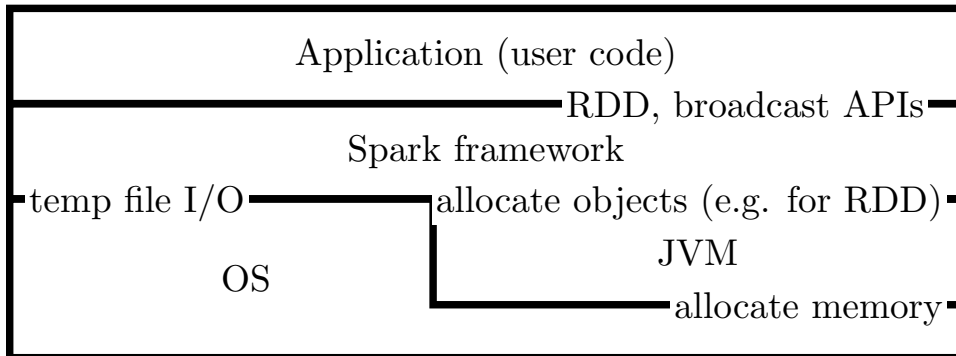 Application (user code)
RDD, broadcast APIs
Spark framework
temp file I/O
allocate objects (e.g. for RDD)
JVM
OS
allocate memory